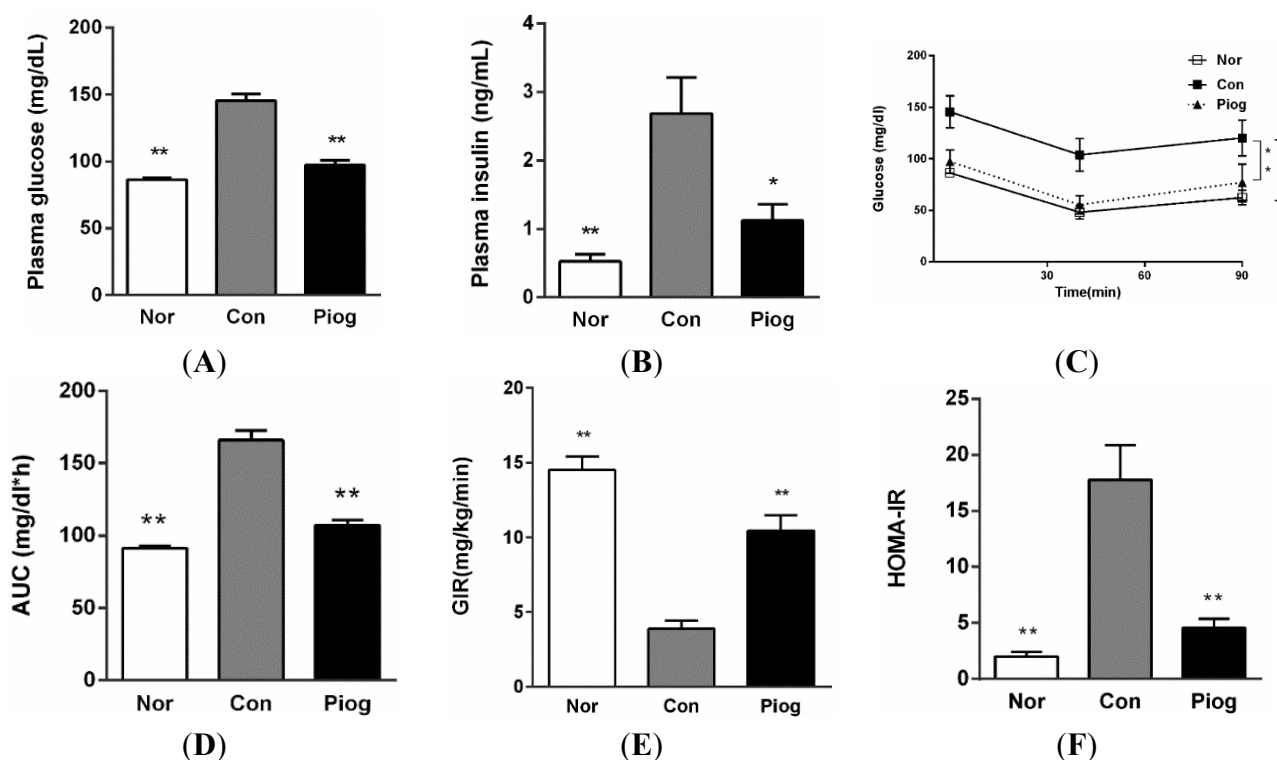 Plasma glucose (mg/dL)
200
150
100
50
0
**
**
Nor Con Piog
(A)
Plasma insulin (ng/mL)
4
3
2
1
0
**
*
Nor Con Piog
(B)
Glucose (mg/dl)
200
150
100
50
0
Nor
Con
Piog
*
*
30 60 90
Time(min)
(C)
AUC (mg/dl*h)
200
150
100
50
0
**
**
Nor Con Piog
(D)
GIR(mg/kg/min)
20
15
10
5
0
**
**
Nor Con Piog
(E)
HOMA-IR
25
20
15
10
5
0
**
**
Nor Con Piog
(F)